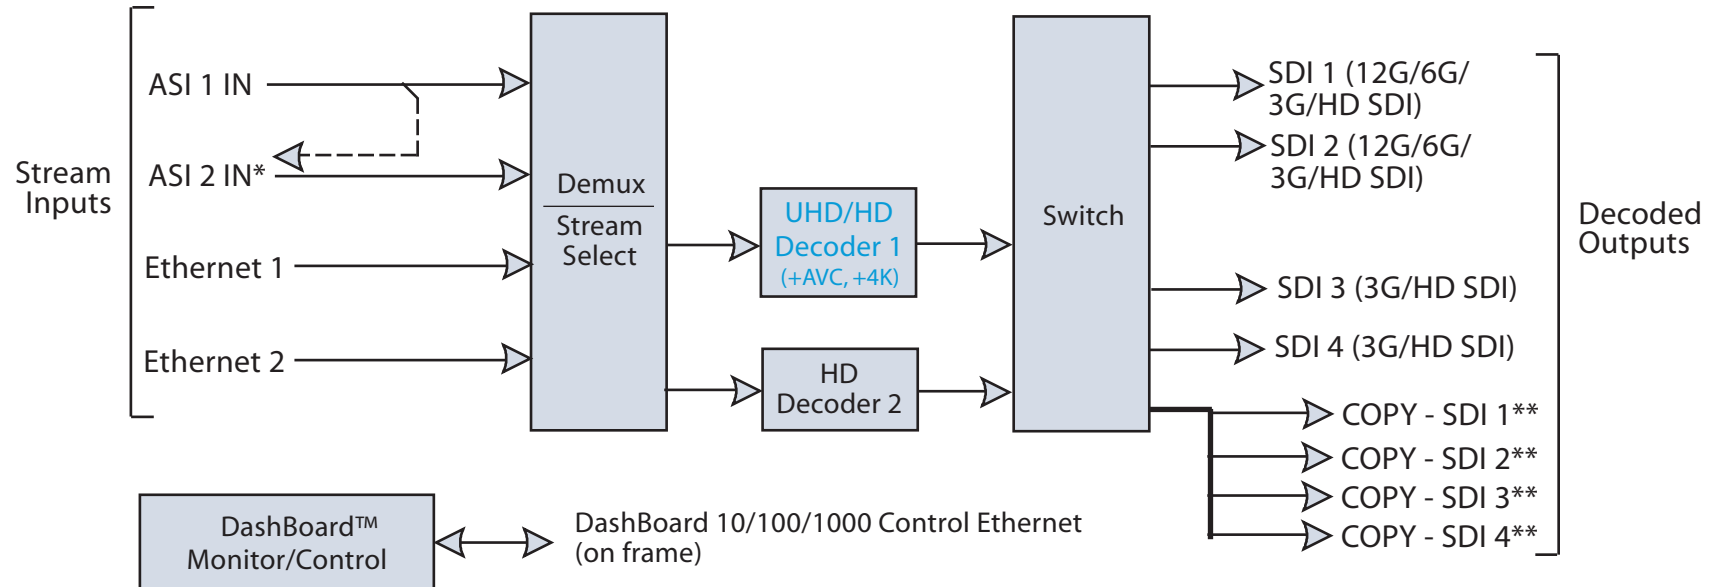 Stream
Inputs
ASI 1 IN
ASI 2 IN*
Ethernet 1
Ethernet 2
Demux
Stream
Select
UHD/HD
Decoder 1
(+AVC, +4K)
HD
Decoder 2
Switch
SDI 1 (12G/6G/
3G/HD SDI)
SDI 2 (12G/6G/
3G/HD SDI)
SDI 3 (3G/HD SDI)
SDI 4 (3G/HD SDI)
COPY - SDI 1**
COPY - SDI 2**
COPY - SDI 3**
COPY - SDI 4**
Decoded
Outputs
DashBoard™
Monitor/Control
DashBoard 10/100/1000 Control Ethernet
(on frame)